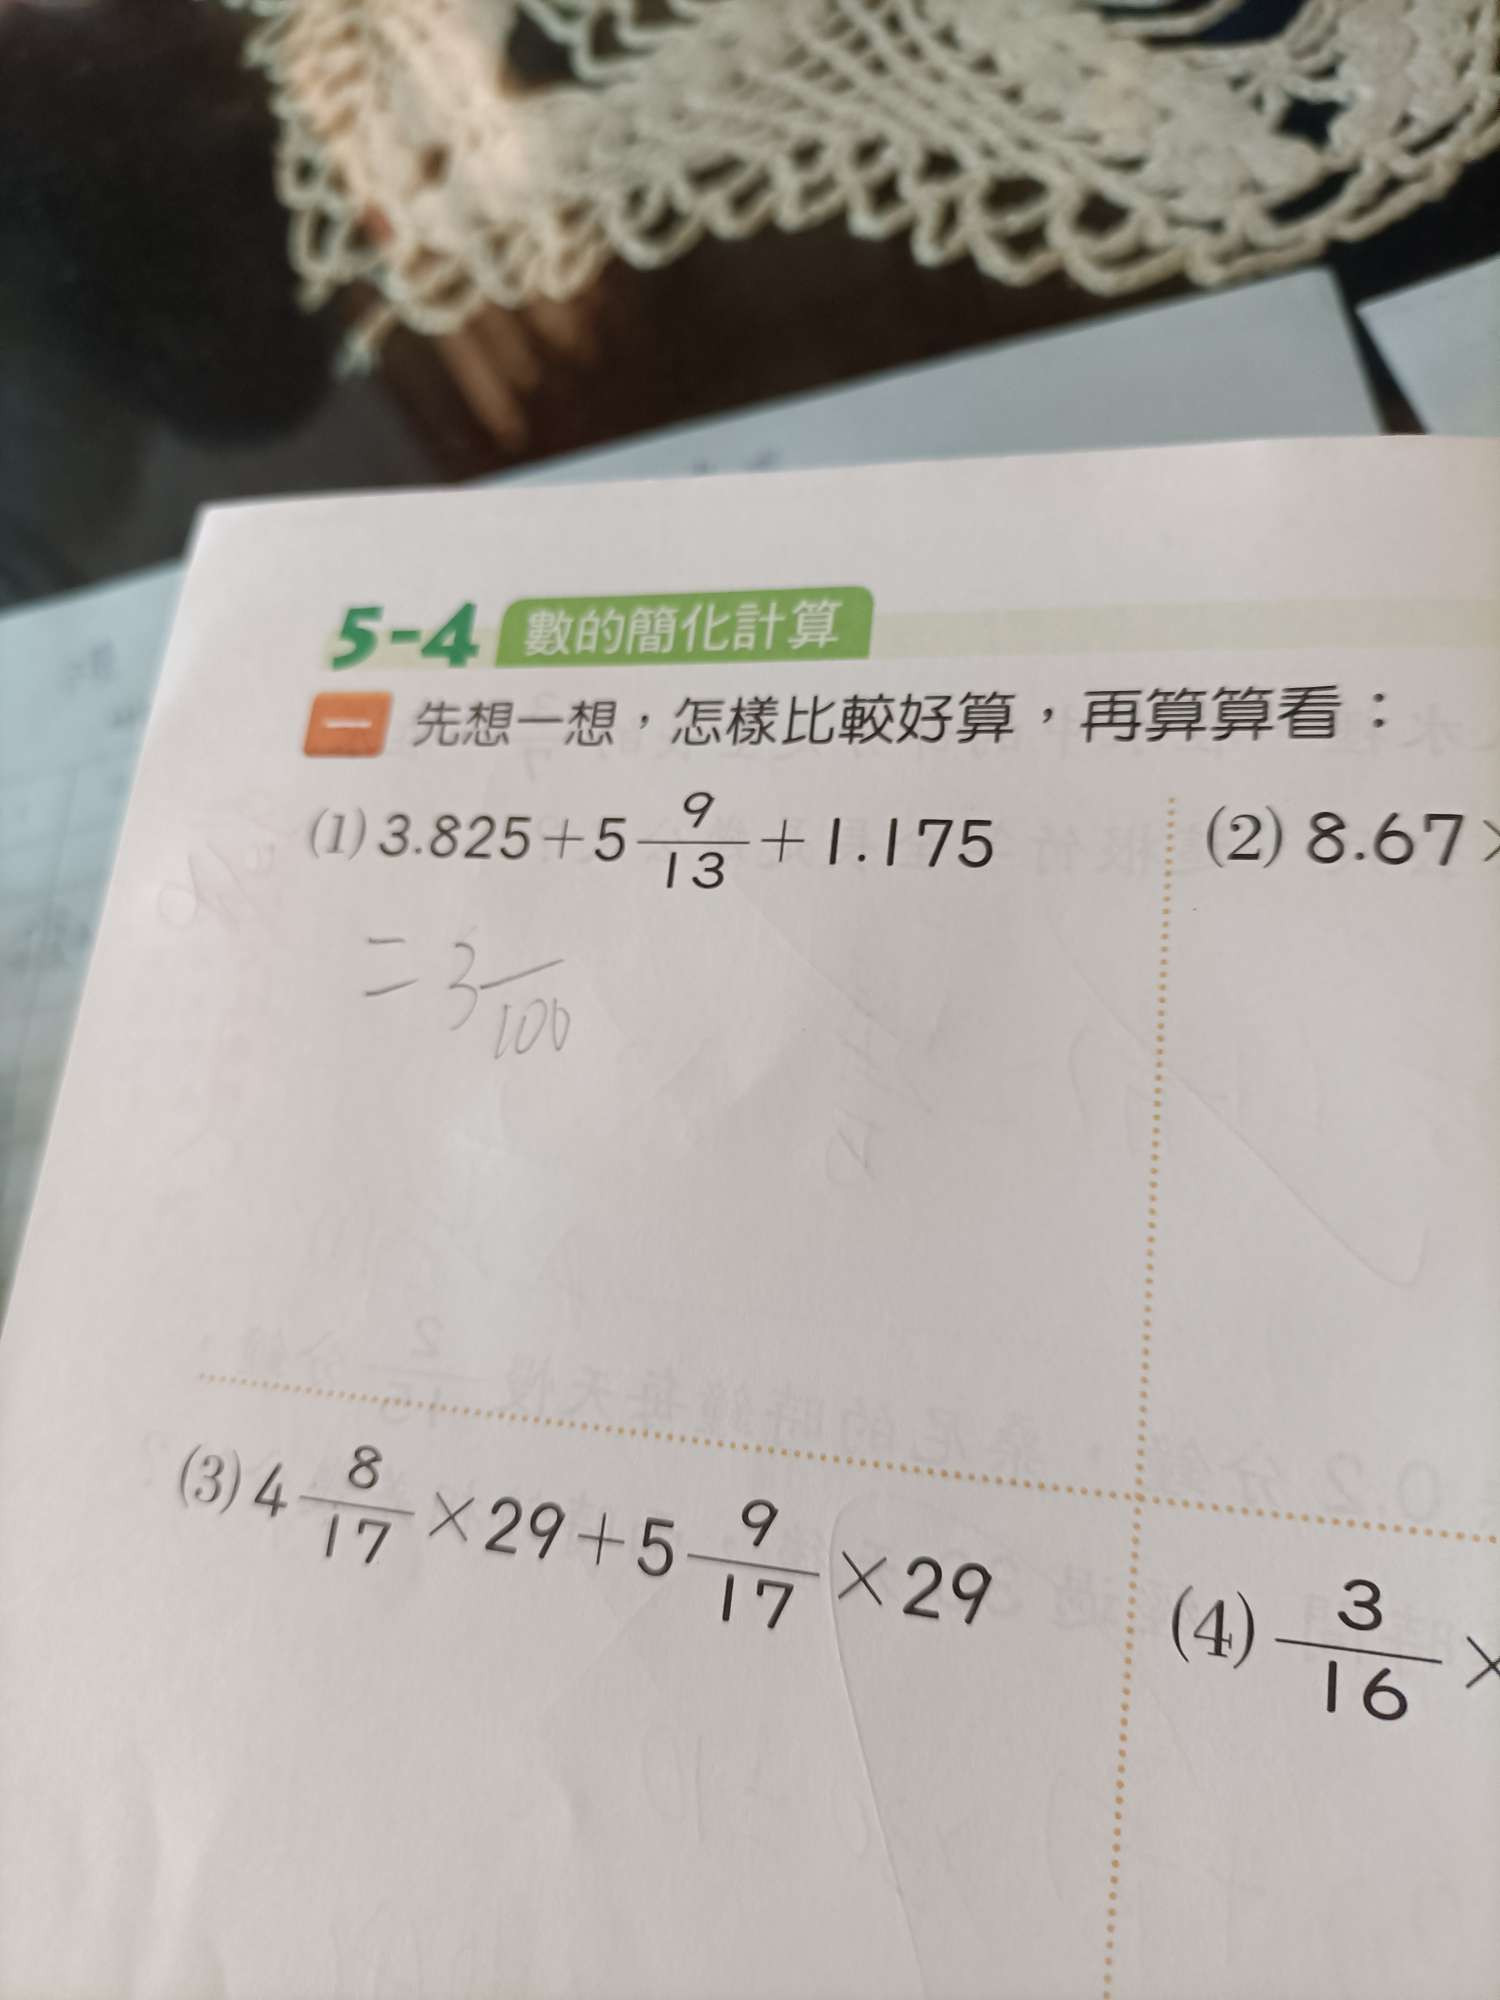 5-4 數的簡化計算
一 先想一想，怎樣比較好算，再算算看：
(1) 3.825+5 9/13 +1.175
(2) 8.67×
= 3 /100
(3) 4 8/17 ×29+5 9/17 ×29
(4) 3/16 ×